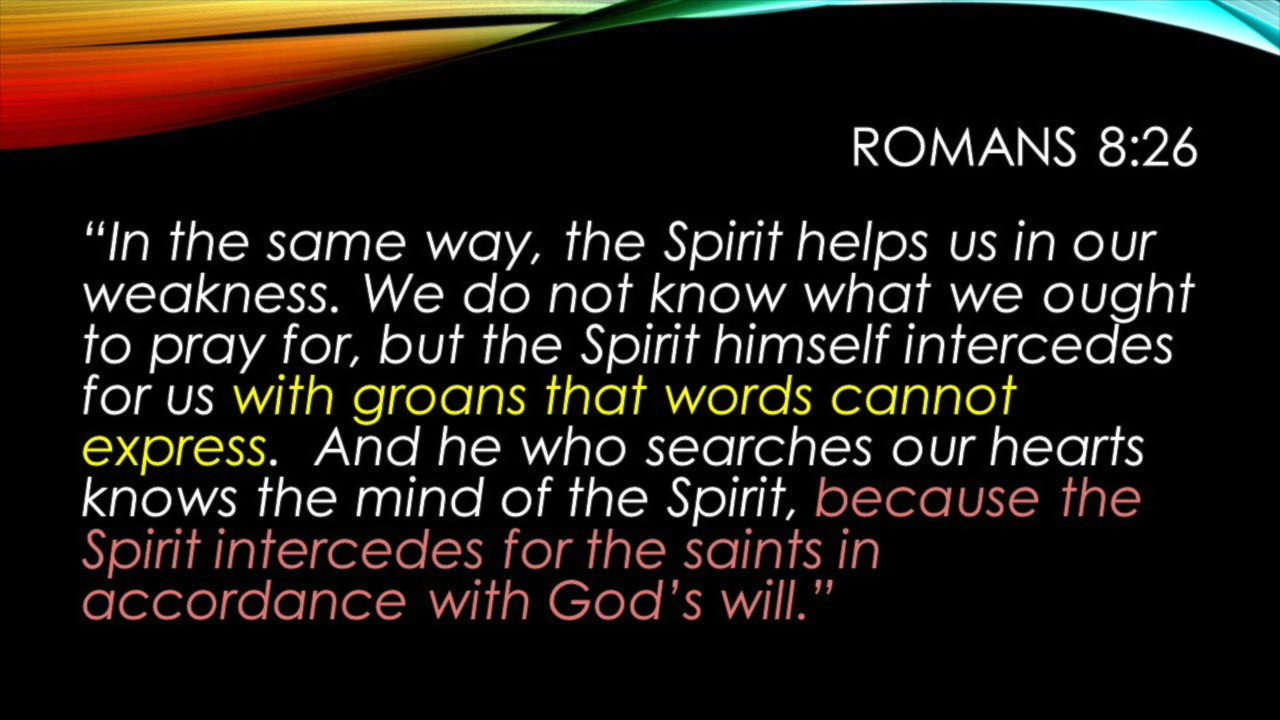 ROMANS 8:26
“In the same way, the Spirit helps us in our
weakness. We do not know what we ought
to pray for, but the Spirit himself intercedes
for us with groans that words cannot
express.  And he who searches our hearts
knows the mind of the Spirit, because the
Spirit intercedes for the saints in
accordance with God’s will.”